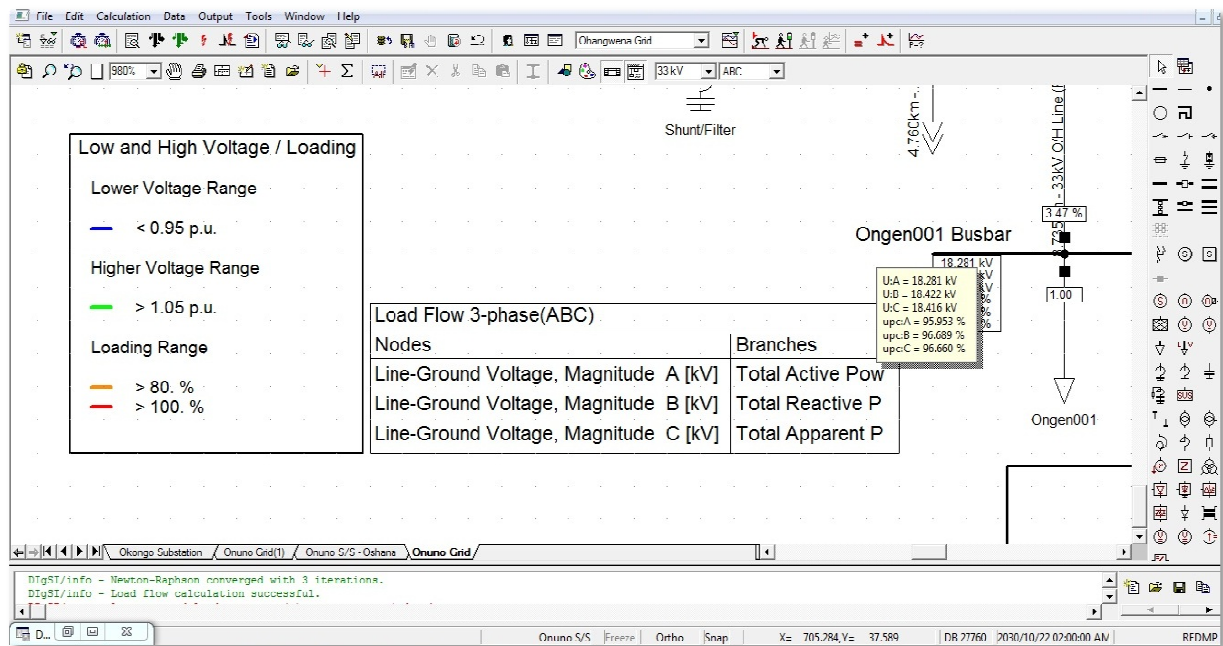 File Edit Calculation Data Output Tools Window Help
Ohangwena Grid
980% 33 kV ABC
Shunt/Filter
4.760km -..
- 33kV O/H Line (
Low and High Voltage / Loading
Lower Voltage Range
< 0.95 p.u.
Higher Voltage Range
> 1.05 p.u.
Loading Range
> 80. %
> 100. %
3.47 %
Ongen001 Busbar
18.281 kV
U:A = 18.281 kV
U:B = 18.422 kV
U:C = 18.416 kV
upc:A = 95.953 %
upc:B = 96.689 %
upc:C = 96.660 %
1.00
Ongen001
Load Flow 3-phase(ABC)
Nodes Branches
Line-Ground Voltage, Magnitude A [kV] Total Active Pow
Line-Ground Voltage, Magnitude B [kV] Total Reactive P
Line-Ground Voltage, Magnitude C [kV] Total Apparent P
Okongo Substation Onuno Grid(1) Onuno S/S - Oshana Onuno Grid
DIgSI/info - Newton-Raphson converged with 3 iterations.
DIgSI/info - Load flow calculation successful.
D...
Onuno S/S Freeze Ortho Snap X= 705.284,Y= 37.589 DB 27760 2030/10/22 02:00:00 AM REDMP